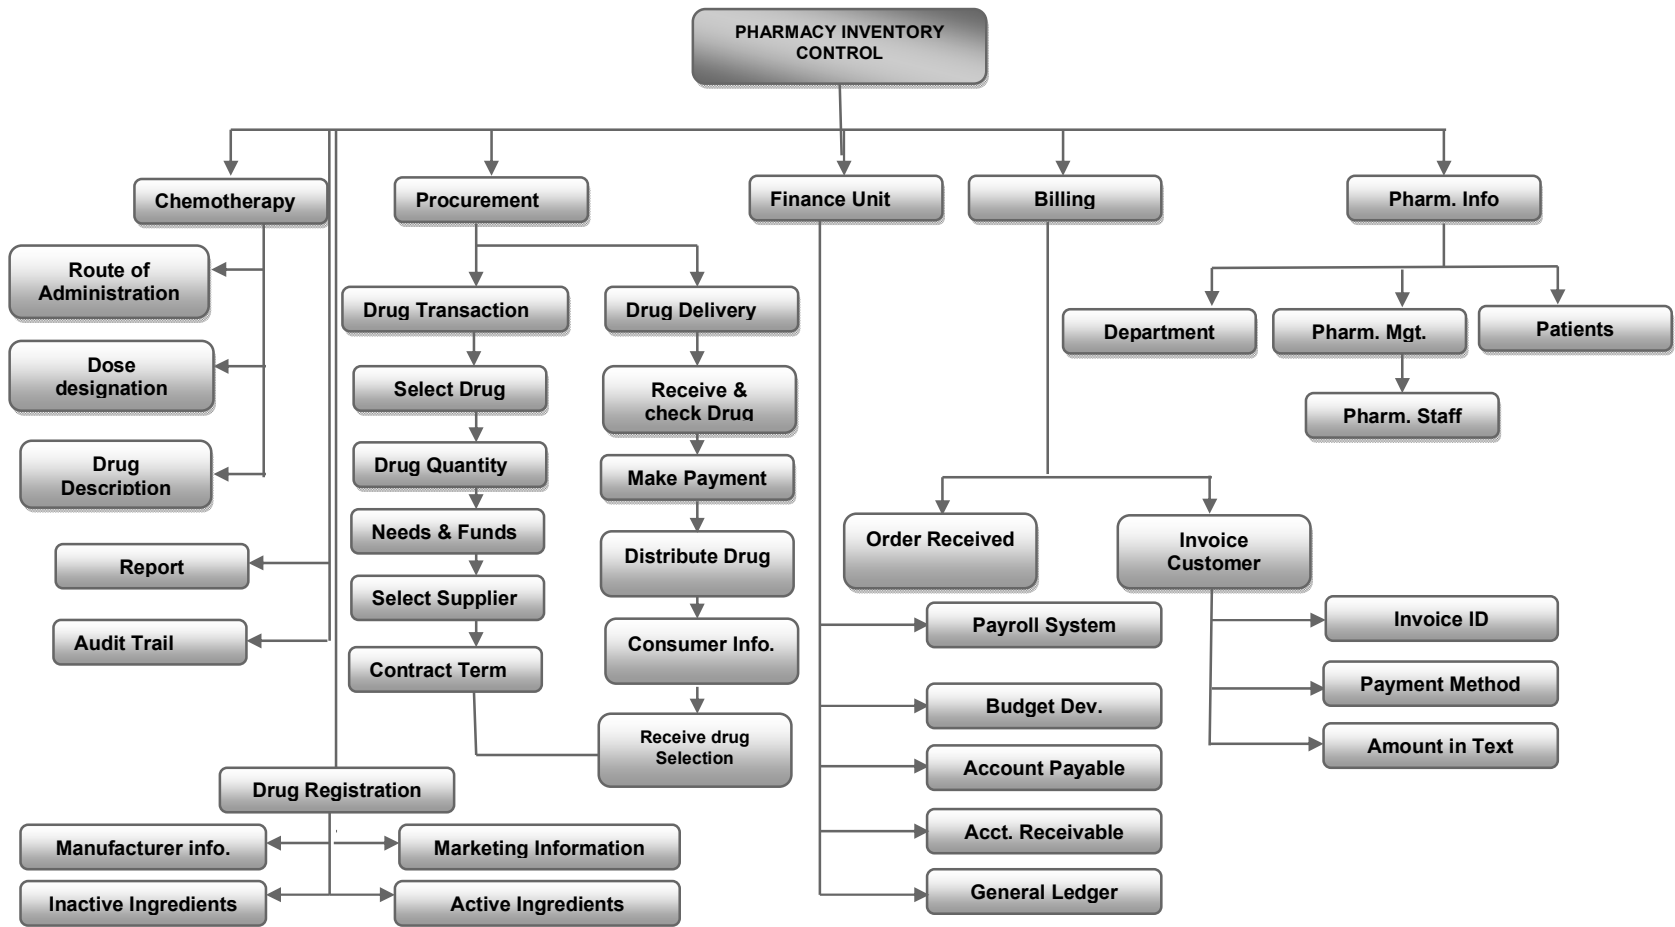 PHARMACY INVENTORY
CONTROL
Chemotherapy
Procurement
Finance Unit
Billing
Pharm. Info
Route of
Administration
Dose
designation
Drug
Description
Report
Audit Trail
Drug Transaction
Select Drug
Drug Quantity
Needs & Funds
Select Supplier
Contract Term
Drug Delivery
Receive &
check Drug
Make Payment
Distribute Drug
Consumer Info.
Receive drug
Selection
Department
Pharm. Mgt.
Patients
Pharm. Staff
Order Received
Invoice
Customer
Payroll System
Budget Dev.
Account Payable
Acct. Receivable
General Ledger
Invoice ID
Payment Method
Amount in Text
Drug Registration
Manufacturer info.
Marketing Information
Inactive Ingredients
Active Ingredients